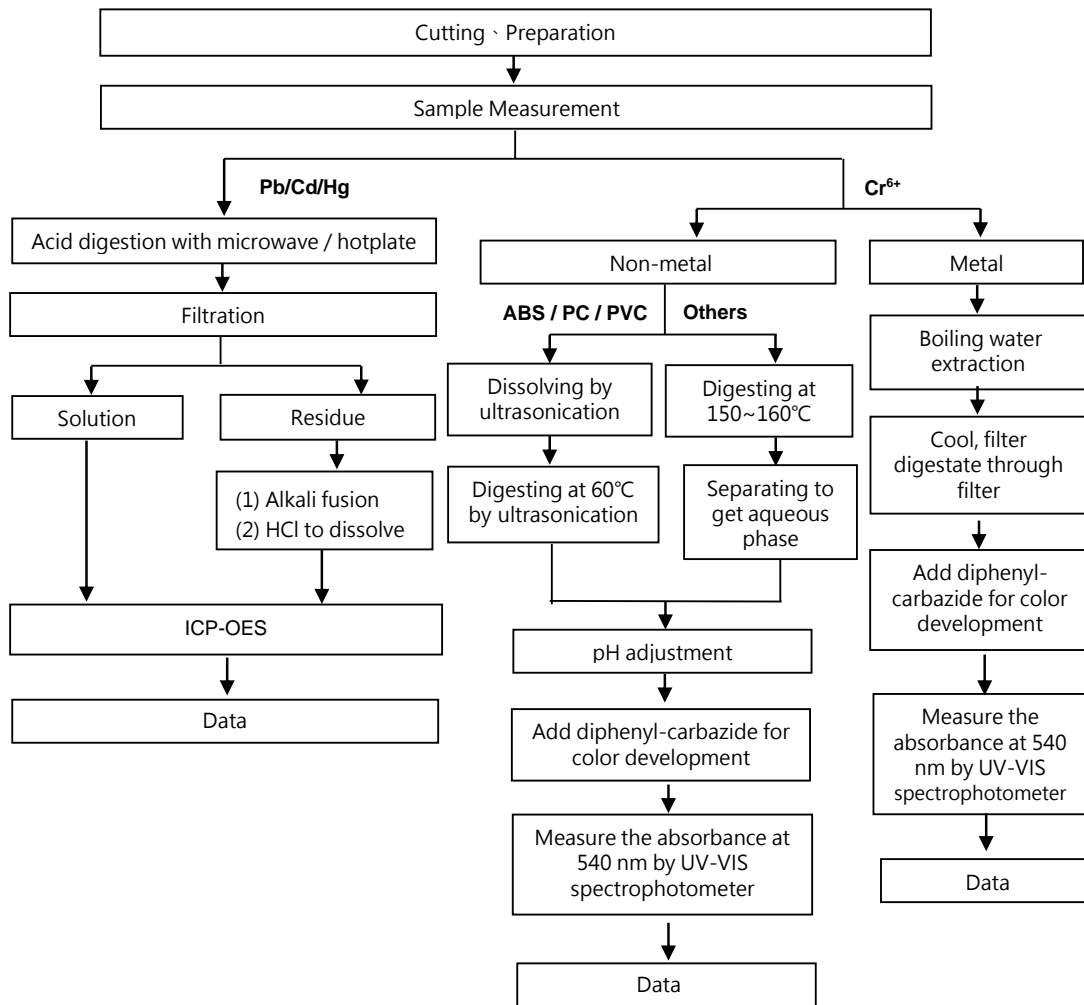 Cutting、Preparation
Sample Measurement
Pb/Cd/Hg
Cr⁶⁺
Acid digestion with microwave / hotplate
Filtration
Solution
Residue
(1) Alkali fusion
(2) HCl to dissolve
ICP-OES
Data
Non-metal
ABS / PC / PVC
Others
Dissolving by
ultrasonication
Digesting at 60℃
by ultrasonication
Digesting at
150~160℃
Separating to
get aqueous
phase
pH adjustment
Add diphenyl-carbazide for
color development
Measure the absorbance at
540 nm by UV-VIS
spectrophotometer
Data
Metal
Boiling water
extraction
Cool, filter
digestate through
filter
Add diphenyl-
carbazide for color
development
Measure the
absorbance at 540
nm by UV-VIS
spectrophotometer
Data